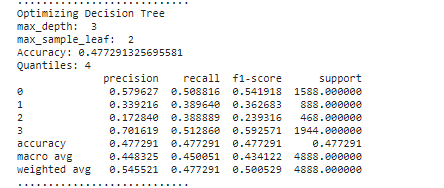 ............................
Optimizing Decision Tree
max_depth: 3
max_sample_leaf: 2
Accuracy: 0.477291325695581
Quantiles: 4
precision recall f1-score support
0 0.579627 0.508816 0.541918 1588.000000
1 0.339216 0.389640 0.362683 888.000000
2 0.172840 0.388889 0.239316 468.000000
3 0.701619 0.512860 0.592571 1944.000000
accuracy 0.477291 0.477291 0.477291 0.477291
macro avg 0.448325 0.450051 0.434122 4888.000000
weighted avg 0.545521 0.477291 0.500529 4888.000000
............................